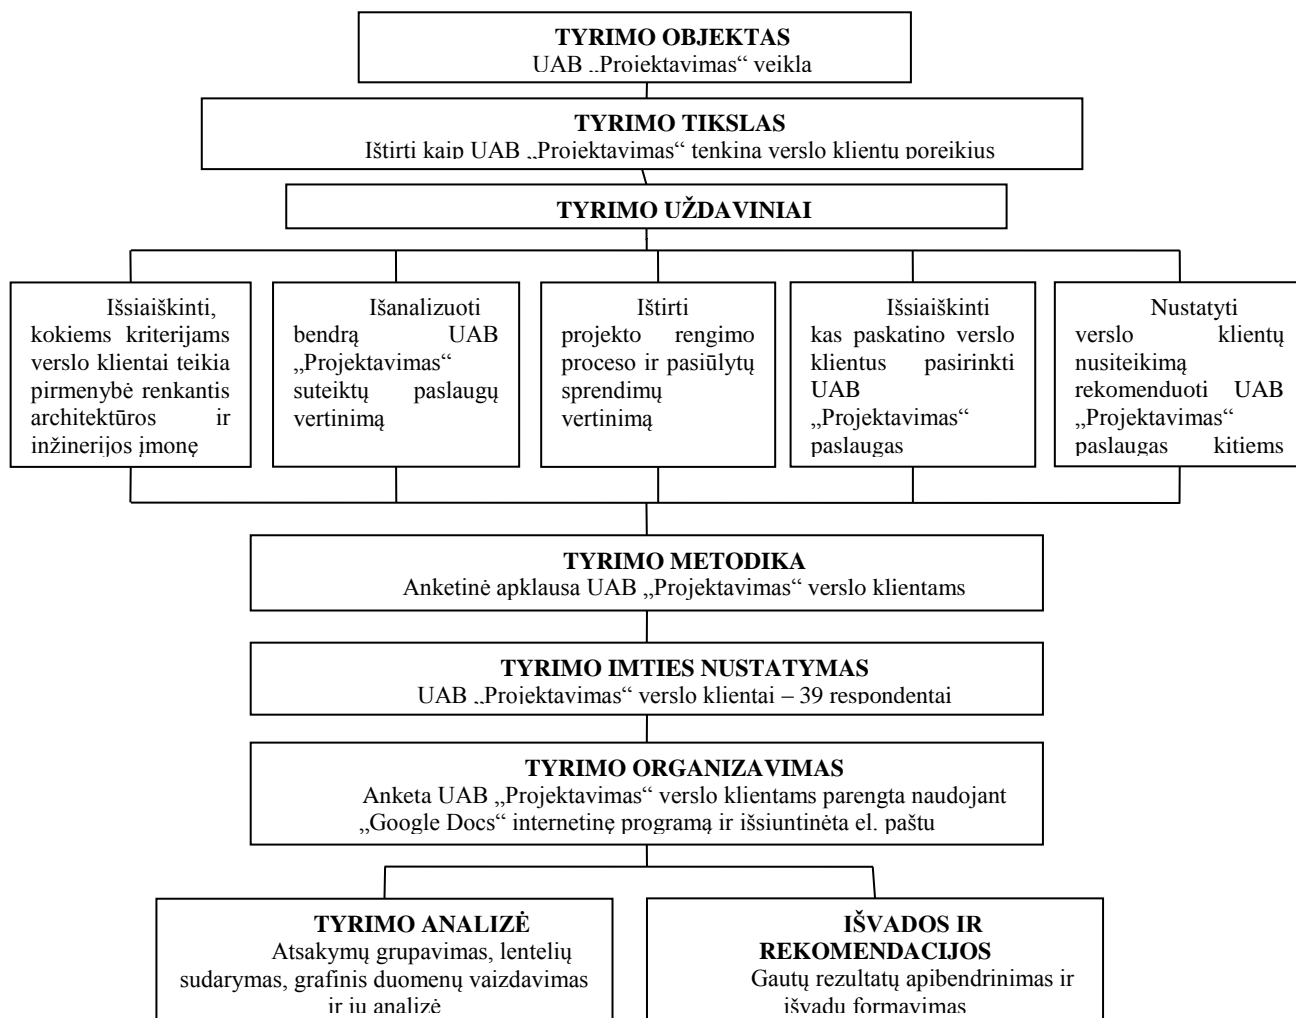 TYRIMO OBJEKTAS
UAB „Projektavimas“ veikla
TYRIMO TIKSLAS
Ištirti kaip UAB „Projektavimas“ tenkina verslo klientų poreikius
TYRIMO UŽDAVINIAI
Išsiaiškinti,
kokiems kriterijams
verslo klientai teikia
pirmenybė renkantis
architektūros ir
inžinerijos įmonę
Išanalizuoti
bendrą UAB
„Projektavimas“
suteiktų paslaugų
vertinimą
Ištirti
projekto rengimo
proceso ir pasiūlytų
sprendimų
vertinimą
Išsiaiškinti
kas paskatino verslo
klientus pasirinkti
UAB
„Projektavimas“
paslaugas
Nustatyti
verslo klientų
nusiteikimą
rekomenduoti UAB
„Projektavimas“
paslaugas kitiems
TYRIMO METODIKA
Anketinė apklausa UAB „Projektavimas“ verslo klientams
TYRIMO IMTIES NUSTATYMAS
UAB „Projektavimas“ verslo klientai – 39 respondentai
TYRIMO ORGANIZAVIMAS
Anketa UAB „Projektavimas“ verslo klientams parengta naudojant
„Google Docs“ internetinę programą ir išsiuntinėta el. paštu
TYRIMO ANALIZĖ
Atsakymų grupavimas, lentelių
sudarymas, grafinis duomenų vaizdavimas
ir jų analizė
IŠVADOS IR
REKOMENDACIJOS
Gautų rezultatų apibendrinimas ir
išvadų formavimas